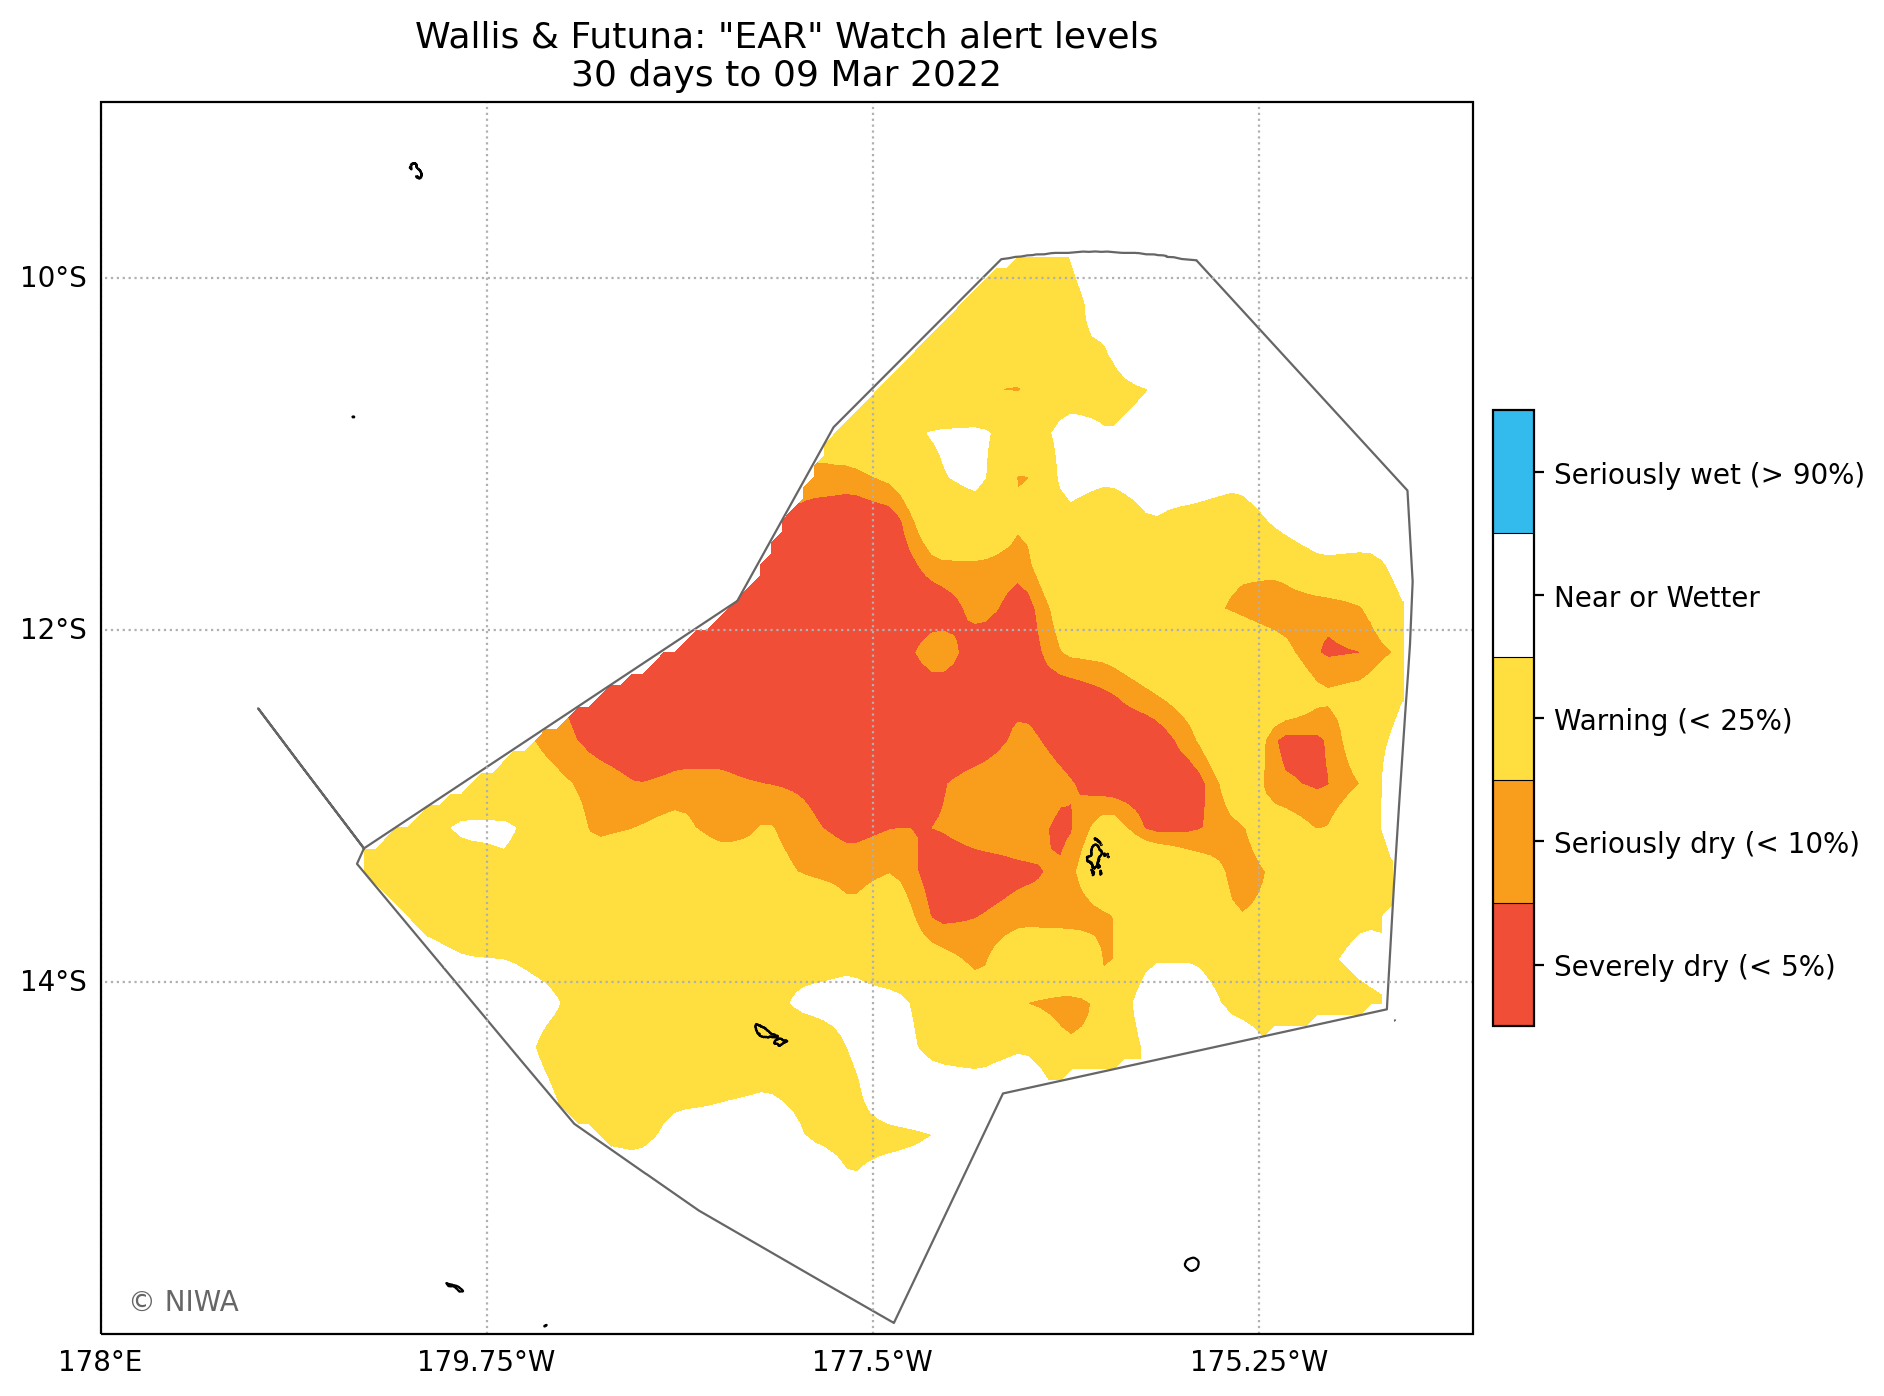 Wallis & Futuna: "EAR" Watch alert levels
30 days to 09 Mar 2022
10°S
12°S
14°S
178°E
179.75°W
177.5°W
175.25°W
© NIWA
Seriously wet (> 90%)
Near or Wetter
Warning (< 25%)
Seriously dry (< 10%)
Severely dry (< 5%)